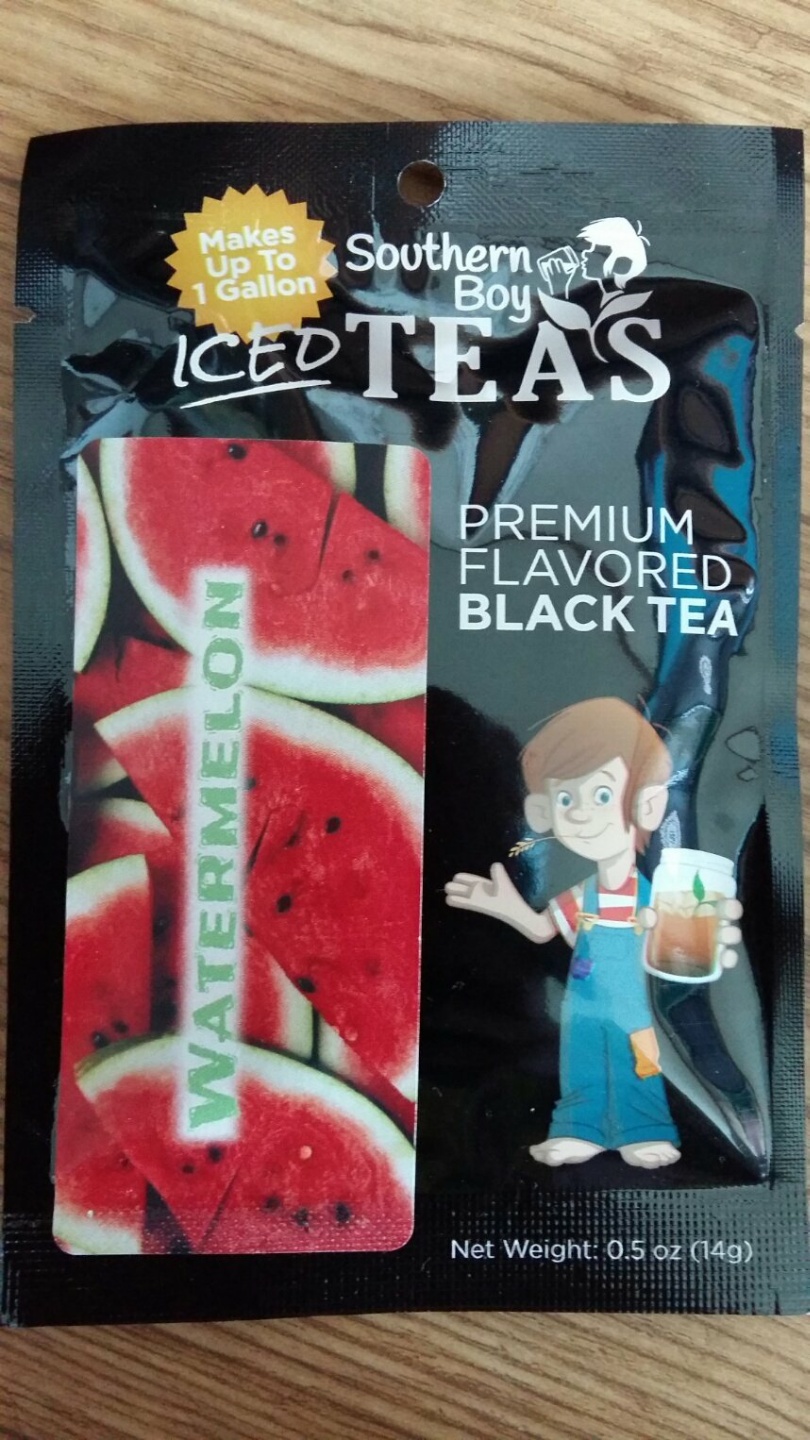 Makes
Up To
1 Gallon
Southern
Boy
ICED TEAS
PREMIUM
FLAVORED
BLACK TEA
WATERMELON
Net Weight: 0.5 oz (14g)